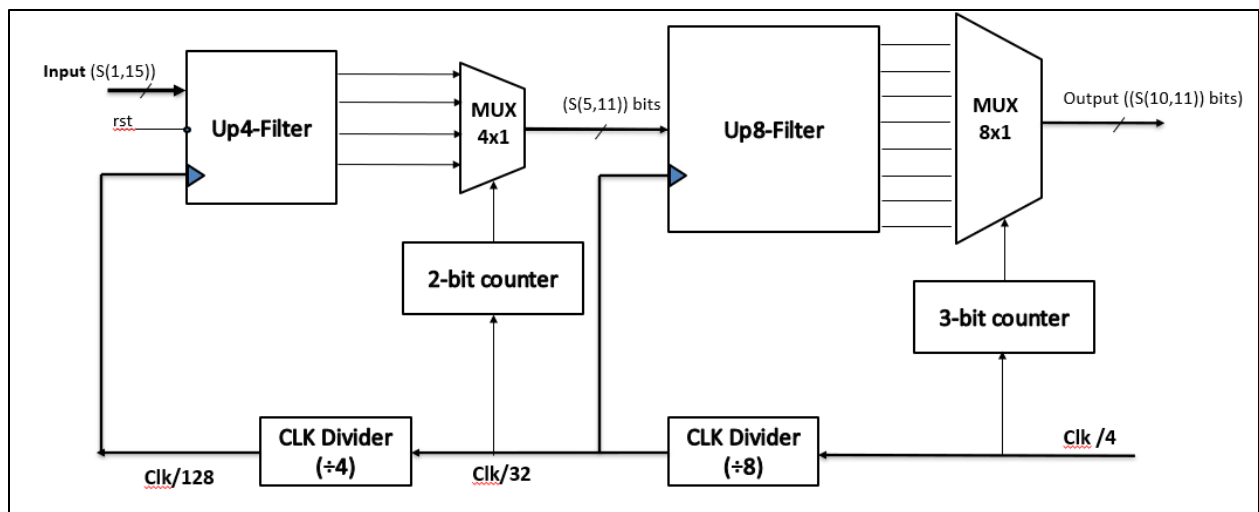 Input (S(1,15))
rst
Up4-Filter
MUX
4x1
(S(5,11)) bits
Up8-Filter
MUX
8x1
Output ((S(10,11)) bits)
2-bit counter
3-bit counter
CLK Divider
(÷4)
CLK Divider
(÷8)
Clk /4
Clk/128
Clk/32